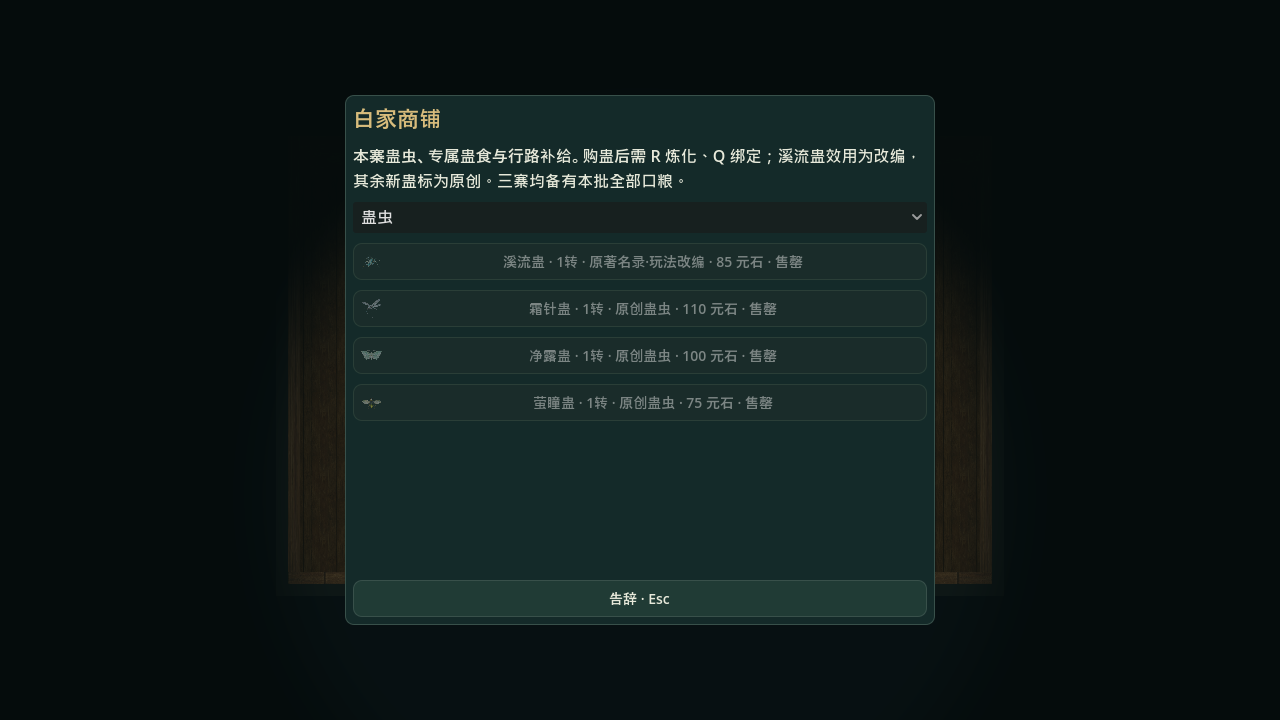 白家商铺
本寨蛊虫、专属蛊食与行路补给。购蛊后需 R 炼化、Q 绑定；溪流蛊效用为改编，
其余新蛊标为原创。三寨均备有本批全部口粮。
蛊虫
溪流蛊 · 1转 · 原著名录·玩法改编 · 85 元石 · 售罄
霜针蛊 · 1转 · 原创蛊虫 · 110 元石 · 售罄
净露蛊 · 1转 · 原创蛊虫 · 100 元石 · 售罄
萤瞳蛊 · 1转 · 原创蛊虫 · 75 元石 · 售罄
告辞 · Esc